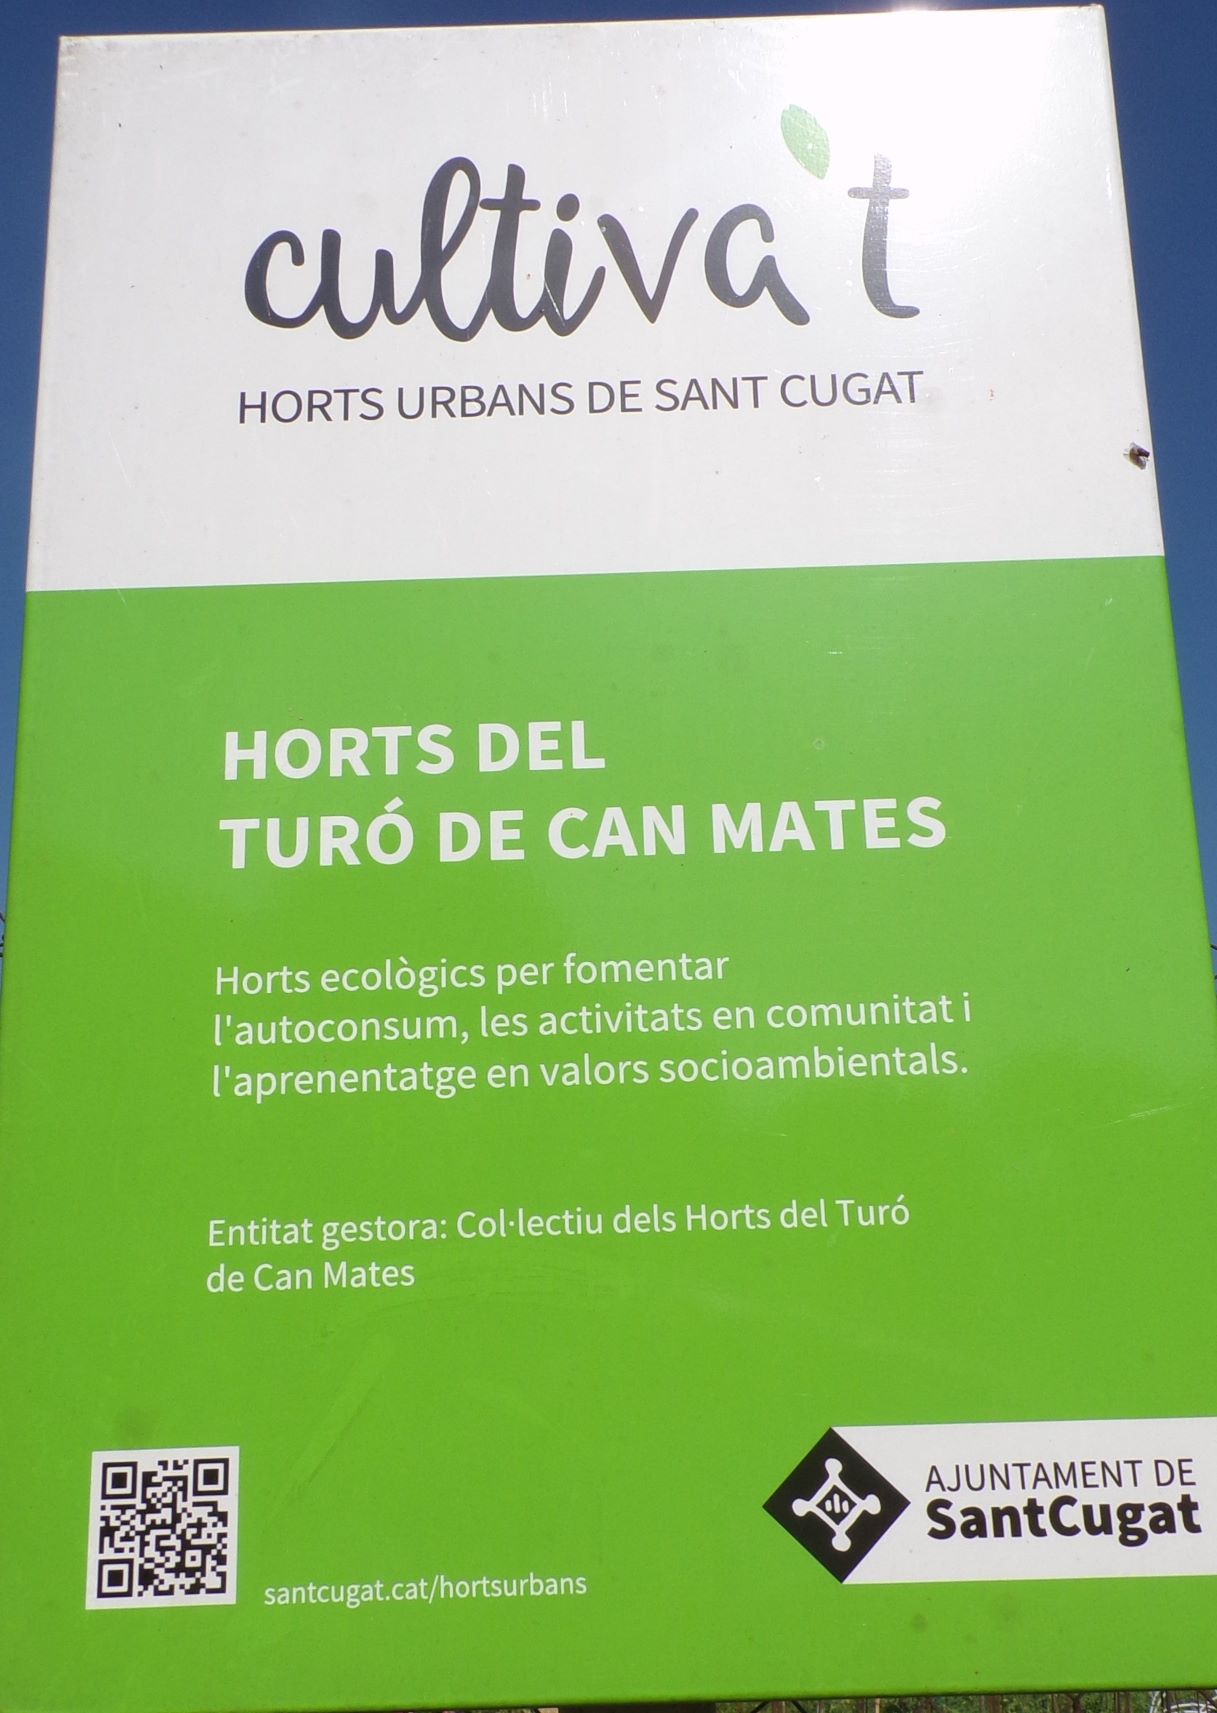 cultiva't
HORTS URBANS DE SANT CUGAT
HORTS DEL
TURÓ DE CAN MATES
Horts ecològics per fomentar
l'autoconsum, les activitats en comunitat i
l'aprenentatge en valors socioambientals.
Entitat gestora: Col·lectiu dels Horts del Turó
de Can Mates
santcugat.cat/hortsurbans
AJUNTAMENT DE
SantCugat